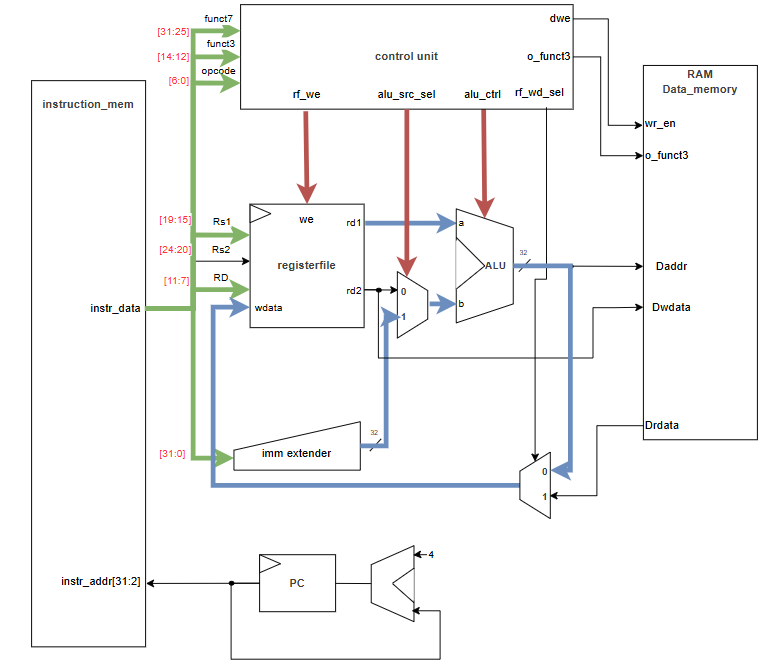 funct7
[31:25]
funct3
[14:12]
opcode
[6:0]
control unit
dwe
o_funct3
rf_we
alu_src_sel
alu_ctrl
rf_wd_sel
RAM
Data_memory
wr_en
o_funct3
Daddr
Dwdata
Drdata
instruction_mem
instr_data
instr_addr[31:2]
[19:15]
Rs1
[24:20]
Rs2
[11:7]
RD
we
rd1
registerfile
rd2
wdata
0
1
a
ALU
b
32
[31:0]
imm extender
32
0
1
PC
4